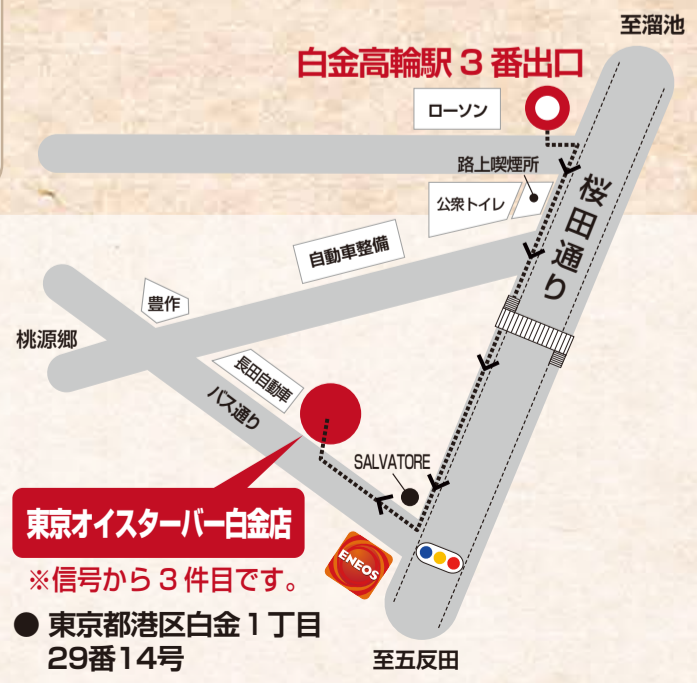 至溜池
白金高輪駅3番出口
ローソン
路上喫煙所
公衆トイレ
桜田通り
自動車整備
豊作
桃源郷
長田自動車
バス通り
SALVATORE
東京オイスターバー白金店
ENEOS
※信号から3件目です。
● 東京都港区白金1丁目
29番14号
至五反田